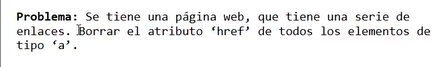 Problema: Se tiene una página web, que tiene una serie de
enlaces. Borrar el atributo ‘href’ de todos los elementos de
tipo ‘a’.